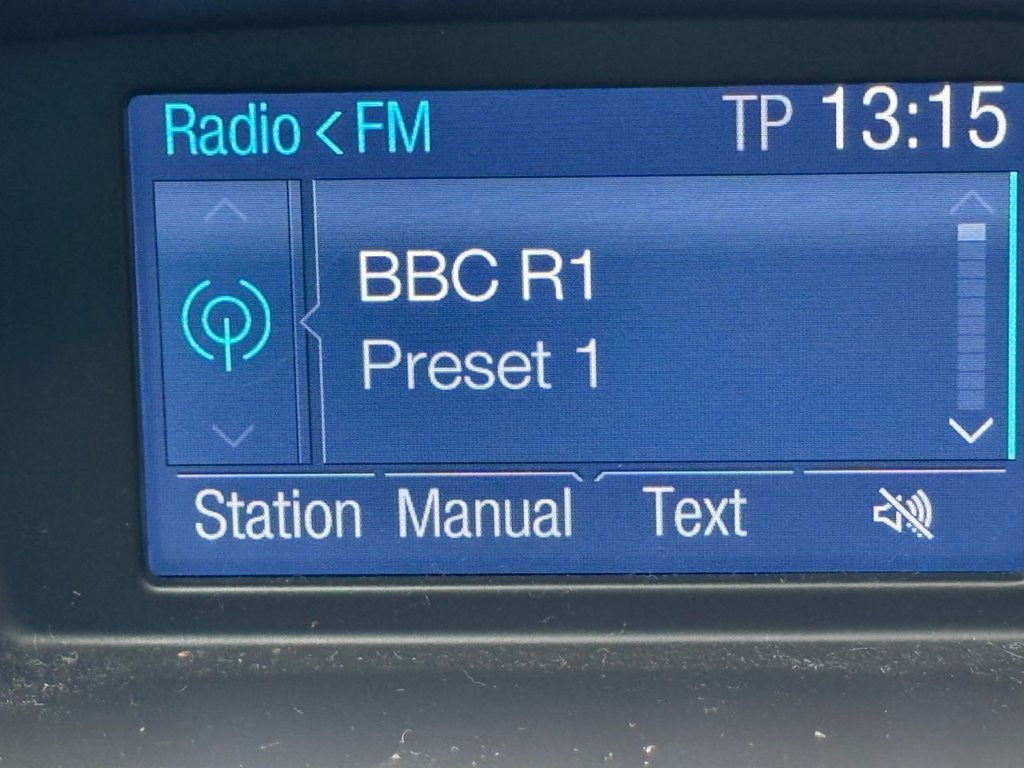 Radio < FM TP 13:15
BBC R1
Preset 1
Station Manual Text